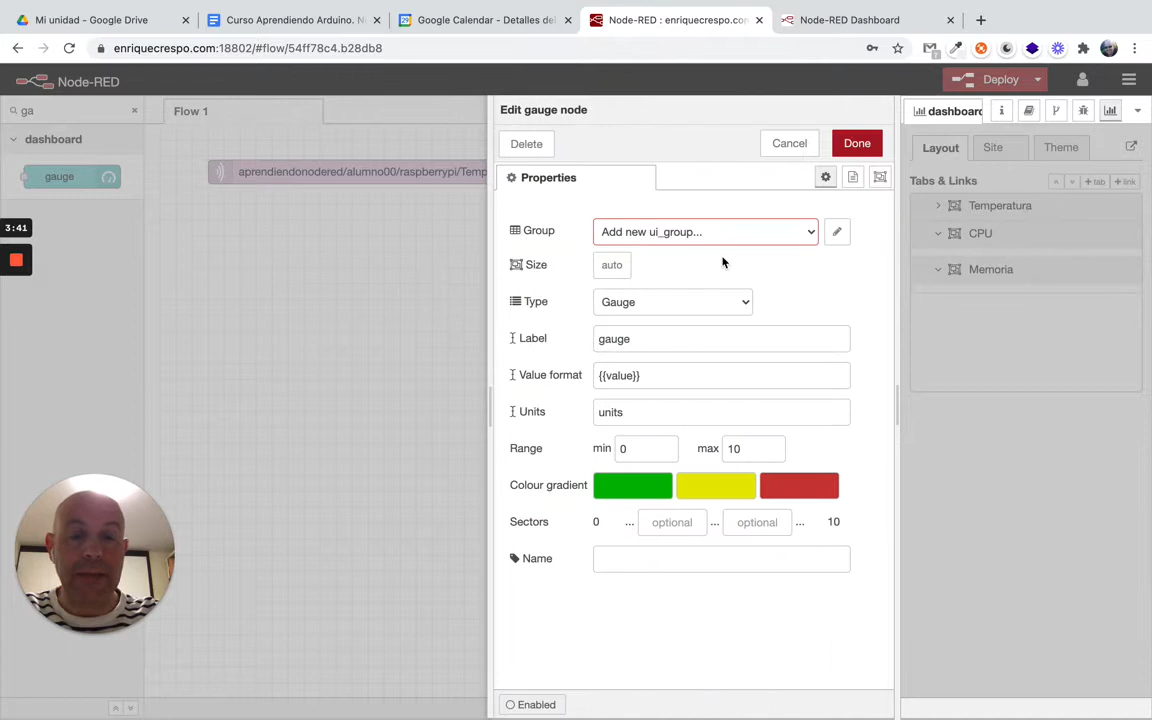 Mi unidad - Google Drive
Curso Aprendiendo Arduino. N
Google Calendar - Detalles del
Node-RED : enriquecrespo.con
Node-RED Dashboard
enriquecrespo.com:18802/#flow/54ff78c4.b28db8
Node-RED
Deploy
ga
Flow 1
dashboard
gauge
aprendiendonodered/alumno00/raspberrypi/Temp
3:41
Edit gauge node
Delete
Cancel
Done
Properties
Group
Add new ui_group...
Size
auto
Type
Gauge
Label
gauge
Value format
{{value}}
Units
units
Range
min
0
max
10
Colour gradient
Sectors
0
...
optional
...
optional
...
10
Name
Enabled
dashboard
i
Layout
Site
Theme
Tabs & Links
+tab
+link
Temperatura
CPU
Memoria